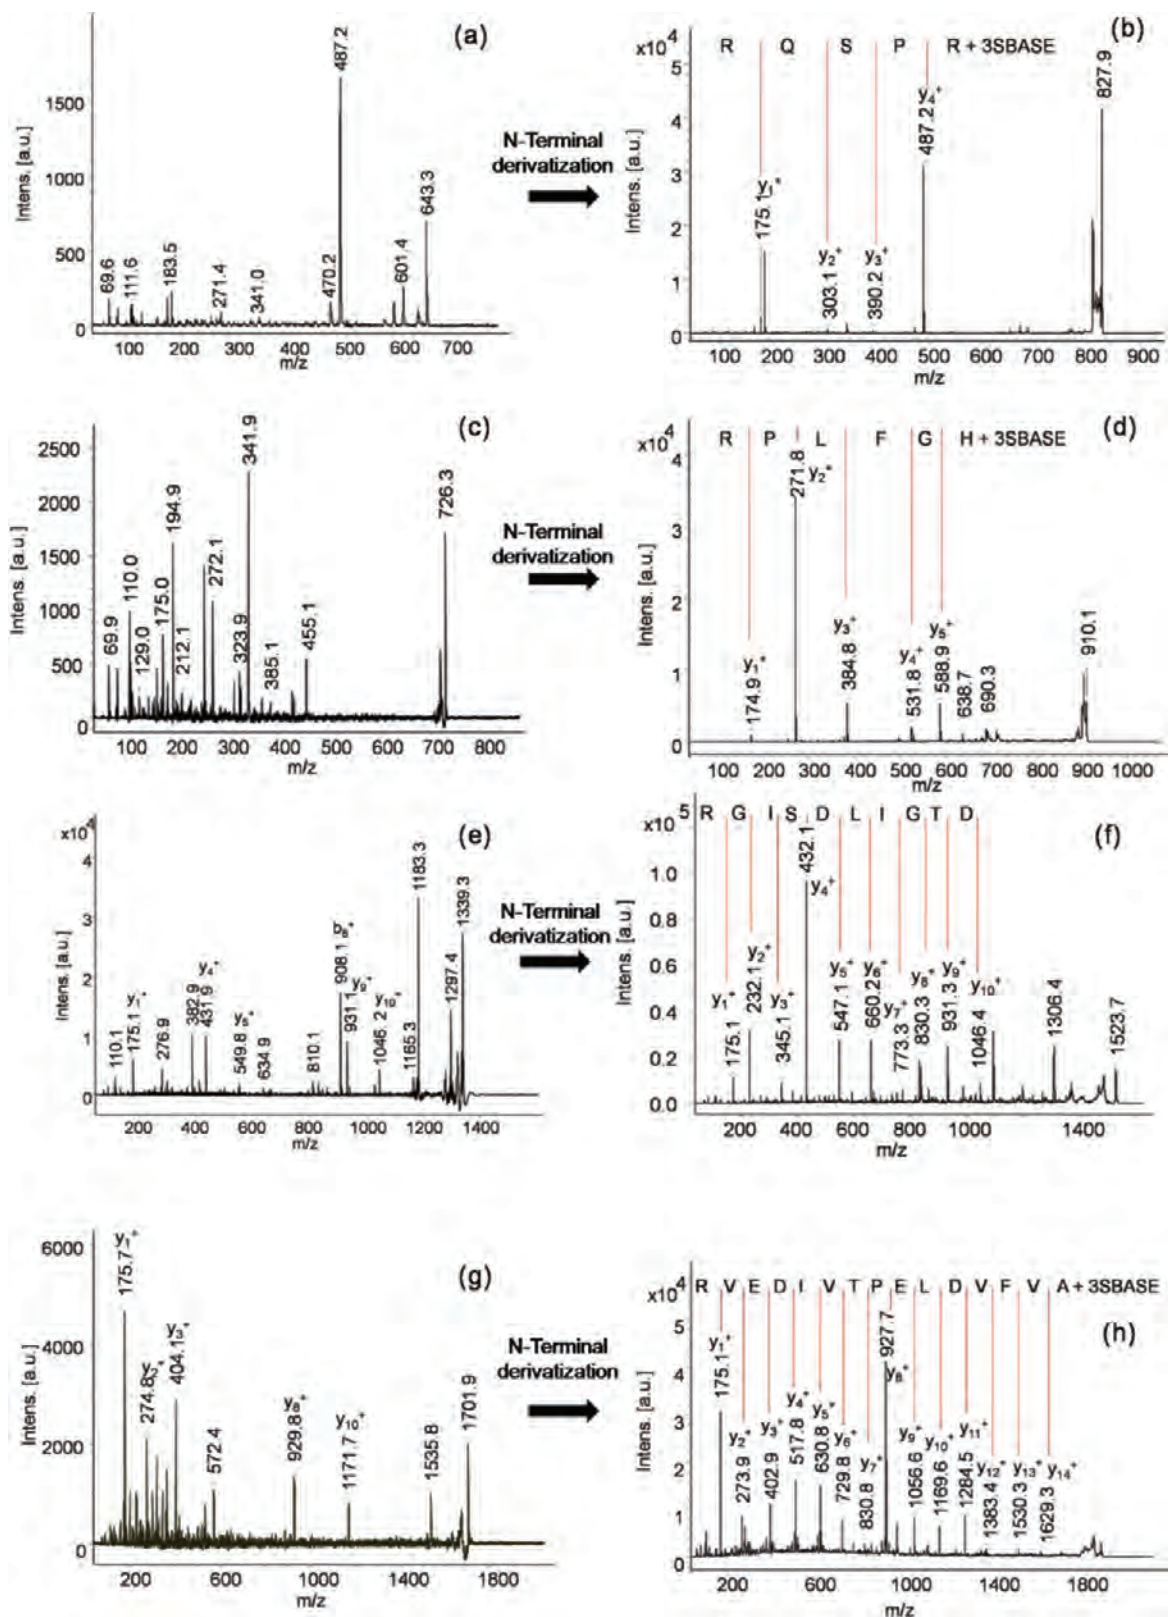 (a)
Intens. [a.u.]
1500
1000
500
0
69.6
111.6
183.5
271.4
341.0
470.2
487.2
601.4
643.3
100 200 300 400 500 600 700
m/z
N-Terminal
derivatization
(b)
x10⁴
R Q S P R + 3SBASE
Intens. [a.u.]
5
4
3
2
1
0
175.1 y₁⁺
y₂⁺ 303.1
y₃⁺ 390.2
y₄⁺ 487.2
827.9
100 200 300 400 500 600 700 800 900
m/z
(c)
Intens. [a.u.]
2500
2000
1500
1000
500
0
69.9
110.0
129.0
175.0
194.9
212.1
272.1
323.9
341.9
385.1
455.1
726.3
100 200 300 400 500 600 700 800
m/z
N-Terminal
derivatization
(d)
x10⁴
R P L F G H + 3SBASE
Intens. [a.u.]
4
3
2
1
0
y₁⁺ 174.9
271.8 y₂⁺
y₃⁺ 384.8
y₄⁺ 531.8
y₅⁺ 588.9
638.7
690.3
910.1
100 200 300 400 500 600 700 800 900 1000
m/z
(e)
x10⁴
Intens. [a.u.]
4
3
2
1
0
110.1
175.1 y₁⁺
276.9
382.9
431.9 y₄⁺
549.8 y₅⁺
634.9
810.1
908.1 b₈⁺
931.1 y₉⁺
1046.2 y₁₀⁺
1165.3
1183.3
1297.4
1339.3
200 400 600 800 1000 1200 1400
m/z
N-Terminal
derivatization
(f)
x10 5
R G I S D L I G T D
Intens. [a.u.]
1.0
0.8
0.6
0.4
0.2
0.0
y₁⁺ 175.1
y₂⁺ 232.1
y₃⁺ 345.1
432.1 y₄⁺
y₅⁺ 547.1
y₆⁺ 660.2
y₇⁺ 773.3
y₈⁺ 830.3
y₉⁺ 931.3
y₁₀⁺ 1046.4
1306.4
1523.7
200 400 600 800 1000 1400
m/z
(g)
Intens. [a.u.]
6000
4000
2000
0
175.7 y₁⁺
274.8
404.1 y₃⁺
572.4
929.8 y₈⁺
1171.7 y₁₀⁺
1535.8
1701.9
200 400 600 800 1000 1400 1800
m/z
N-Terminal
derivatization
(h)
x10⁴
R V E D I V T P E L D V F V A + 3SBASE
Intens. [a.u.]
5
4
3
2
1
0
y₁⁺ 175.1
y₂⁺ 273.9
y₃⁺ 402.9
y₄⁺ 517.8
y₅⁺ 630.8
y₆⁺ 729.8
y₇⁺ 830.8
927.7 y₈⁺
y₉⁺ 1056.6
y₁₀⁺ 1169.6
y₁₁⁺ 1284.5
y₁₂⁺ 1383.4
y₁₃⁺ 1530.3
y₁₄⁺ 1629.3
200 400 600 1000 1400 1800
m/z